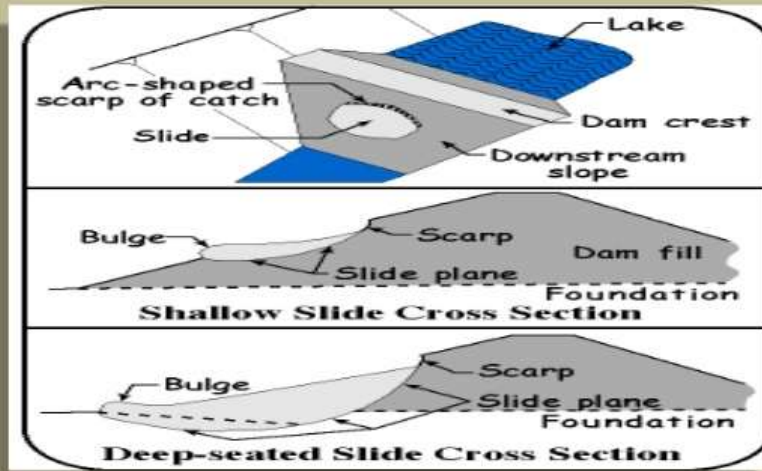 Lake
Arc-shaped
scarp of catch
Slide
Dam crest
Downstream
slope
Bulge
Scarp
Dam fill
Slide plane
Foundation
Shallow Slide Cross Section
Scarp
Bulge
Slide plane
Foundation
Deep-seated Slide Cross Section